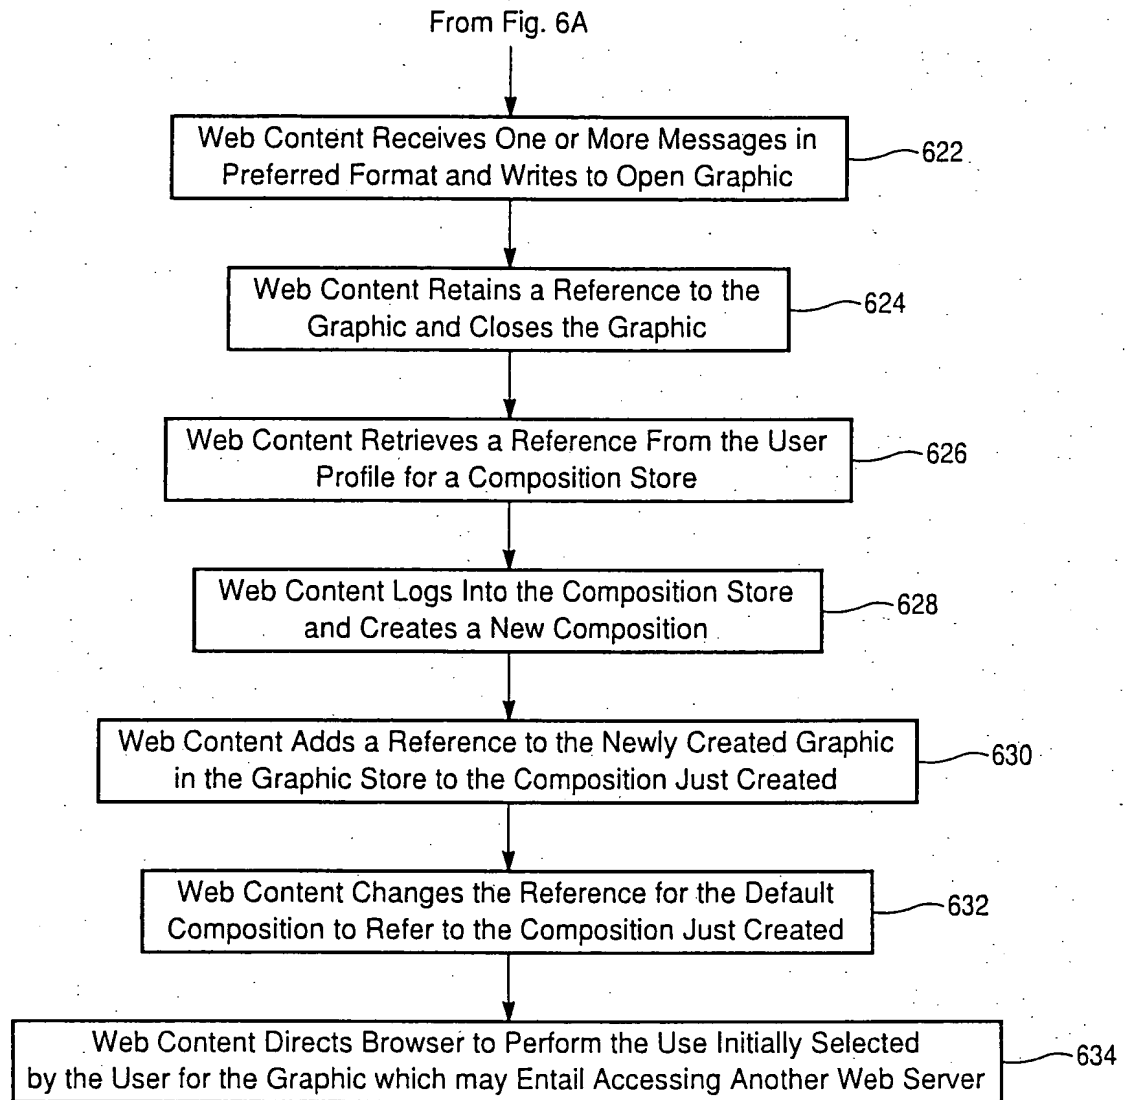 From Fig. 6A
Web Content Receives One or More Messages in
Preferred Format and Writes to Open Graphic
622
Web Content Retains a Reference to the
Graphic and Closes the Graphic
624
Web Content Retrieves a Reference From the User
Profile for a Composition Store
626
Web Content Logs Into the Composition Store
and Creates a New Composition
628
Web Content Adds a Reference to the Newly Created Graphic
in the Graphic Store to the Composition Just Created
630
Web Content Changes the Reference for the Default
Composition to Refer to the Composition Just Created
632
Web Content Directs Browser to Perform the Use Initially Selected
by the User for the Graphic which may Entail Accessing Another Web Server
634